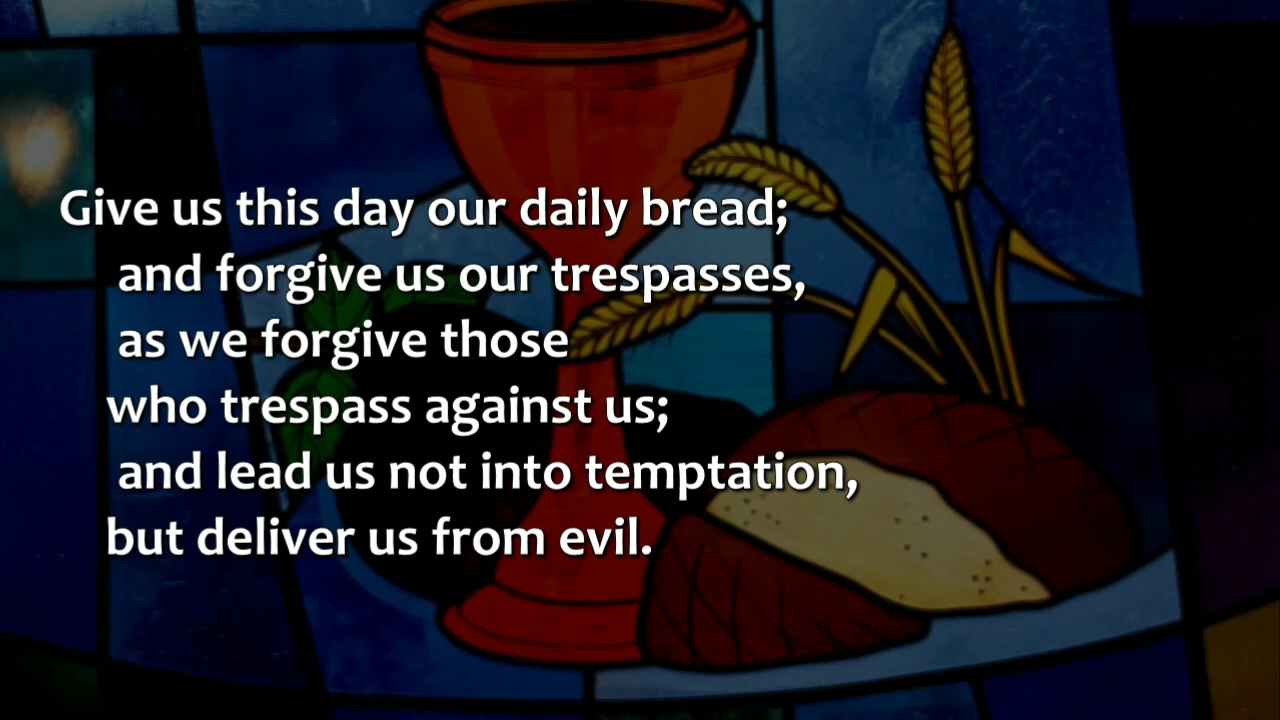 Give us this day our daily bread;
and forgive us our trespasses,
as we forgive those
who trespass against us;
and lead us not into temptation,
but deliver us from evil.